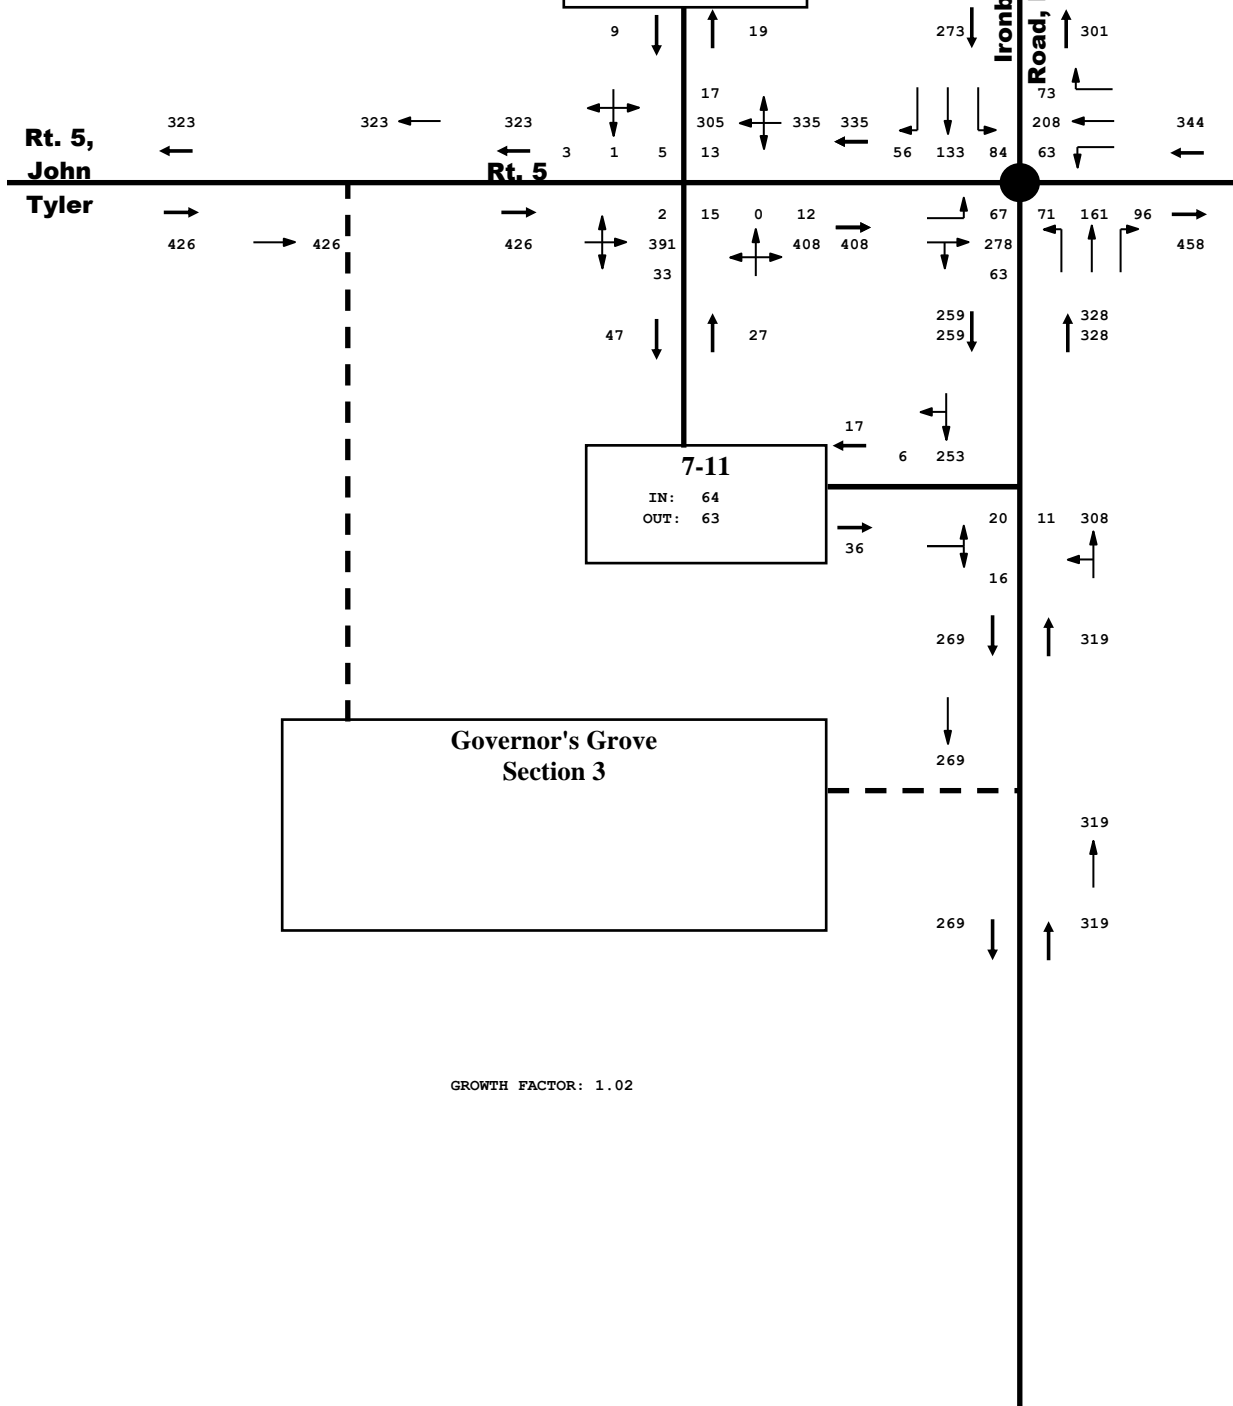 Ironb
Road,
9 19 273 301
17 73
323 323 323 305 335 335 208 344
Rt. 5,
John
Tyler
3 1 5 13 56 133 84 63
Rt. 5
2 15 0 12 67 71 161 96
426 426 426 391 408 408 278 458
33 63
259 328
47 27 259 328
17
6 253
7-11
IN: 64
OUT: 63
20 11 308
36
16
269 319
Governor's Grove
Section 3
269
319
269 319
GROWTH FACTOR: 1.02